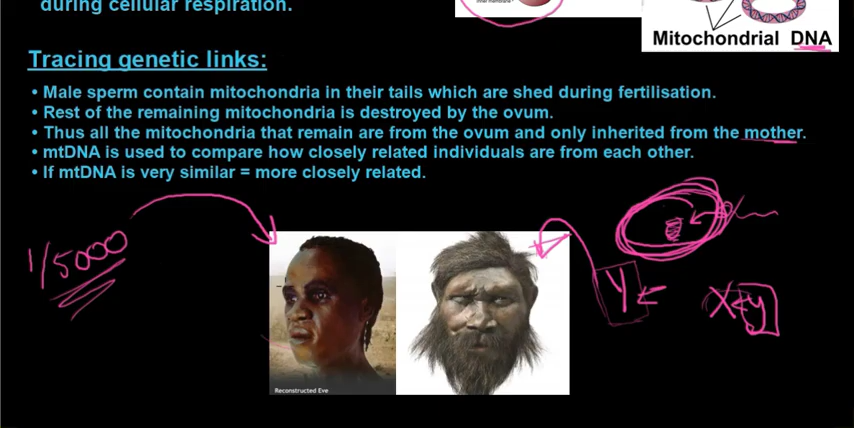 during cellular respiration.
inner membrane
Mitochondrial DNA
Tracing genetic links:
• Male sperm contain mitochondria in their tails which are shed during fertilisation.
• Rest of the remaining mitochondria is destroyed by the ovum.
• Thus all the mitochondria that remain are from the ovum and only inherited from the mother.
• mtDNA is used to compare how closely related individuals are from each other.
• If mtDNA is very similar = more closely related.
1/5000
Y
X
y
Reconstructed Eve